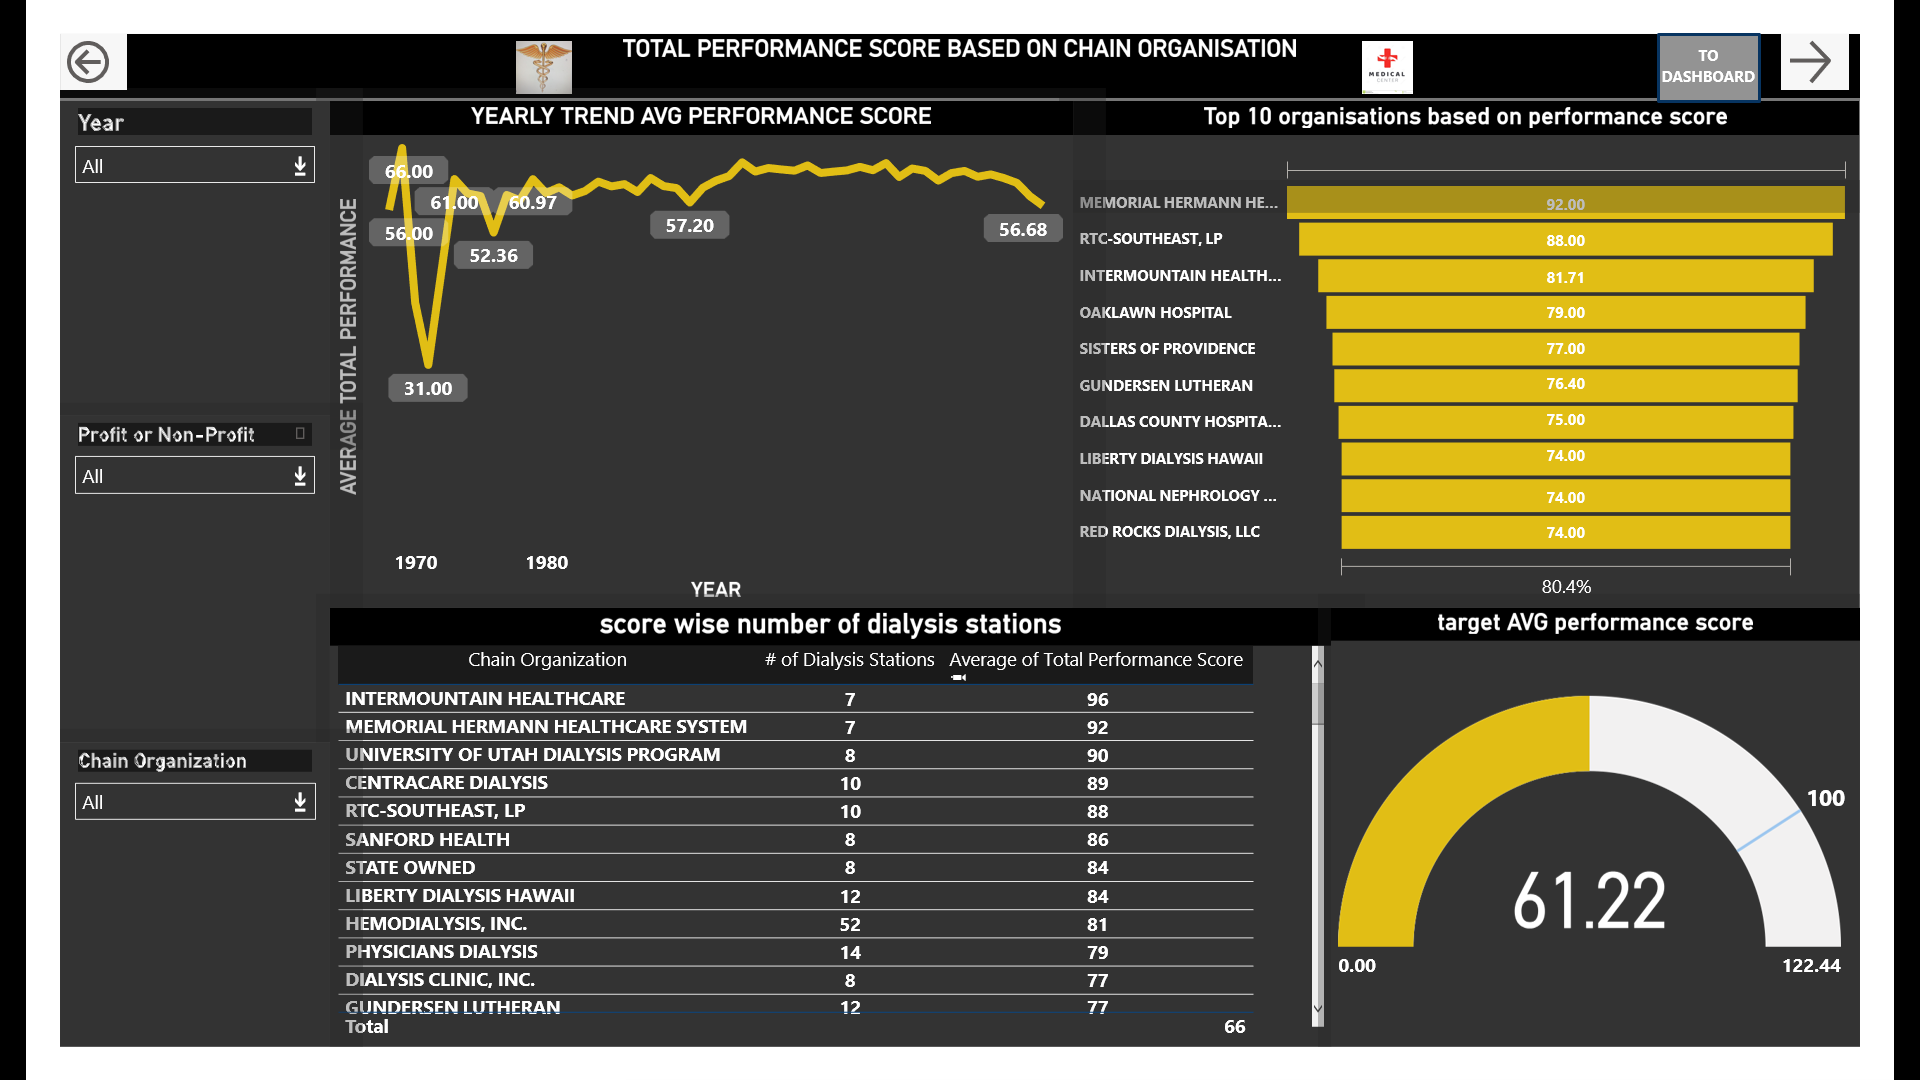 TOTAL PERFORMANCE SCORE BASED ON CHAIN ORGANISATION
MEDICAL
CENTER
TO
DASHBOARD
Year
All
Profit or Non-Profit
All
Chain Organization
All
YEARLY TREND AVG PERFORMANCE SCORE
AVERAGE TOTAL PERFORMANCE
66.00
61.00
60.97
56.00
52.36
57.20
56.68
31.00
1970
1980
YEAR
Top 10 organisations based on performance score
MEMORIAL HERMANN HE... 92.00
RTC-SOUTHEAST, LP 88.00
INTERMOUNTAIN HEALTH... 81.71
OAKLAWN HOSPITAL 79.00
SISTERS OF PROVIDENCE 77.00
GUNDERSEN LUTHERAN 76.40
DALLAS COUNTY HOSPITA... 75.00
LIBERTY DIALYSIS HAWAII 74.00
NATIONAL NEPHROLOGY ... 74.00
RED ROCKS DIALYSIS, LLC 74.00
80.4%
score wise number of dialysis stations
Chain Organization # of Dialysis Stations Average of Total Performance Score
INTERMOUNTAIN HEALTHCARE 7 96
MEMORIAL HERMANN HEALTHCARE SYSTEM 7 92
UNIVERSITY OF UTAH DIALYSIS PROGRAM 8 90
CENTRACARE DIALYSIS 10 89
RTC-SOUTHEAST, LP 10 88
SANFORD HEALTH 8 86
STATE OWNED 8 84
LIBERTY DIALYSIS HAWAII 12 84
HEMODIALYSIS, INC. 52 81
PHYSICIANS DIALYSIS 14 79
DIALYSIS CLINIC, INC. 8 77
GUNDERSEN LUTHERAN 12 77
Total 66
target AVG performance score
100
61.22
0.00
122.44